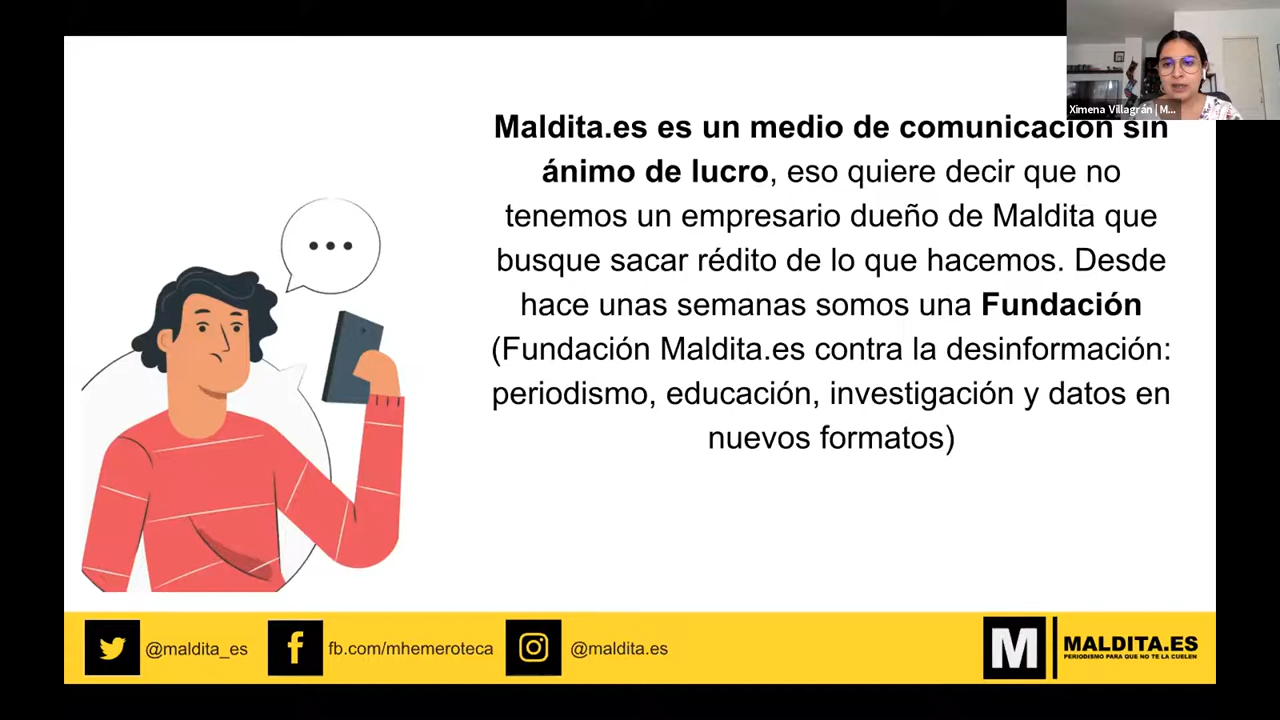 Ximena Villagrán | M...
Maldita.es es un medio de comunicación sin
ánimo de lucro, eso quiere decir que no
tenemos un empresario dueño de Maldita que
busque sacar rédito de lo que hacemos. Desde
hace unas semanas somos una Fundación
(Fundación Maldita.es contra la desinformación:
periodismo, educación, investigación y datos en
nuevos formatos)
@maldita_es
fb.com/mhemeroteca
@maldita.es
M
MALDITA.ES
PERIODISMO PARA QUE NO TE LA CUELEN